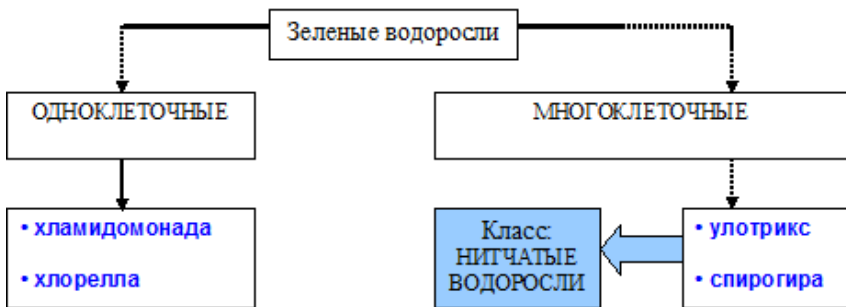 Зеленые водоросли
ОДНОКЛЕТОЧНЫЕ
МНОГОКЛЕТОЧНЫЕ
• хламидомонада
• хлорелла
Класс:
НИТЧАТЫЕ
ВОДОРОСЛИ
• улотрикс
• спирогира